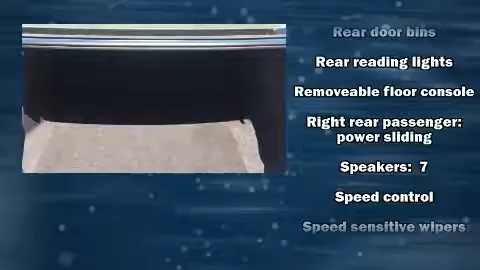 Rear door bins
Rear reading lights
Removeable floor console
Right rear passenger:
power sliding
Speakers: 7
Speed control
Speed sensitive wipers